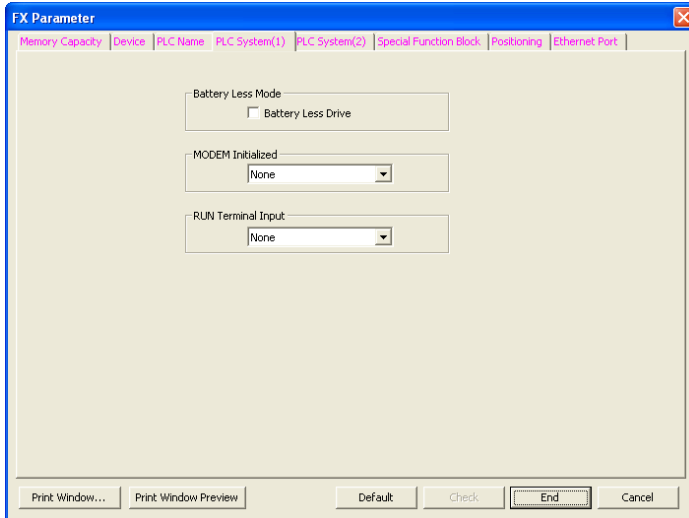 FX Parameter
Memory Capacity Device PLC Name PLC System(1) PLC System(2) Special Function Block Positioning Ethernet Port
Battery Less Mode
Battery Less Drive
MODEM Initialized
None
RUN Terminal Input
None
Print Window... Print Window Preview Default Check End Cancel